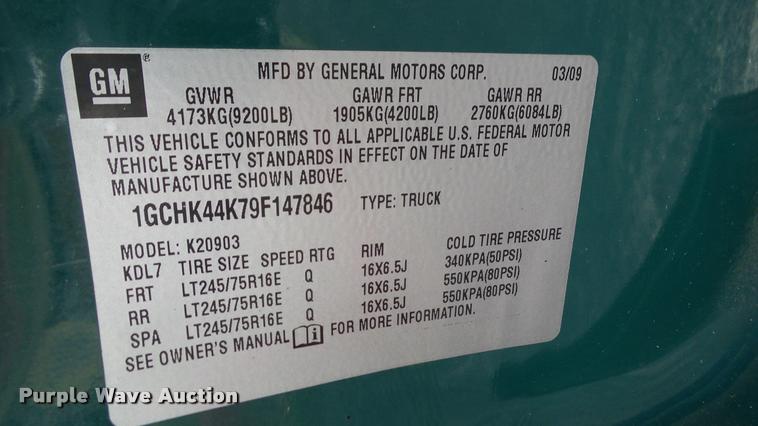 GM ®
MFD BY GENERAL MOTORS CORP. 03/09
GVWR GAWR FRT GAWR RR
4173KG(9200LB) 1905KG(4200LB) 2760KG(6084LB)
THIS VEHICLE CONFORMS TO ALL APPLICABLE U.S. FEDERAL MOTOR
VEHICLE SAFETY STANDARDS IN EFFECT ON THE DATE OF
MANUFACTURE SHOWN ABOVE.
1GCHK44K79F147846 TYPE: TRUCK
MODEL: K20903
KDL7 TIRE SIZE SPEED RTG RIM COLD TIRE PRESSURE
FRT LT245/75R16E Q 16X6.5J 340KPA(50PSI)
RR LT245/75R16E Q 16X6.5J 550KPA(80PSI)
SPA LT245/75R16E Q 16X6.5J 550KPA(80PSI)
SEE OWNER'S MANUAL i FOR MORE INFORMATION.
Purple Wave Auction